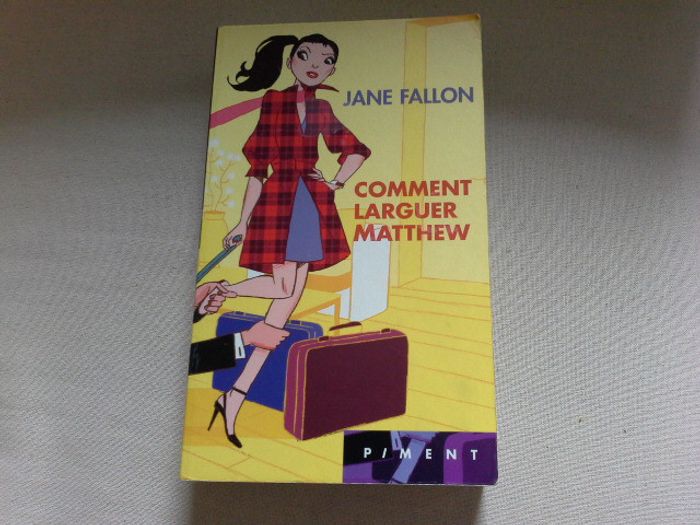 JANE FALLON
COMMENT
LARGUER
MATTHEW
PIMENT